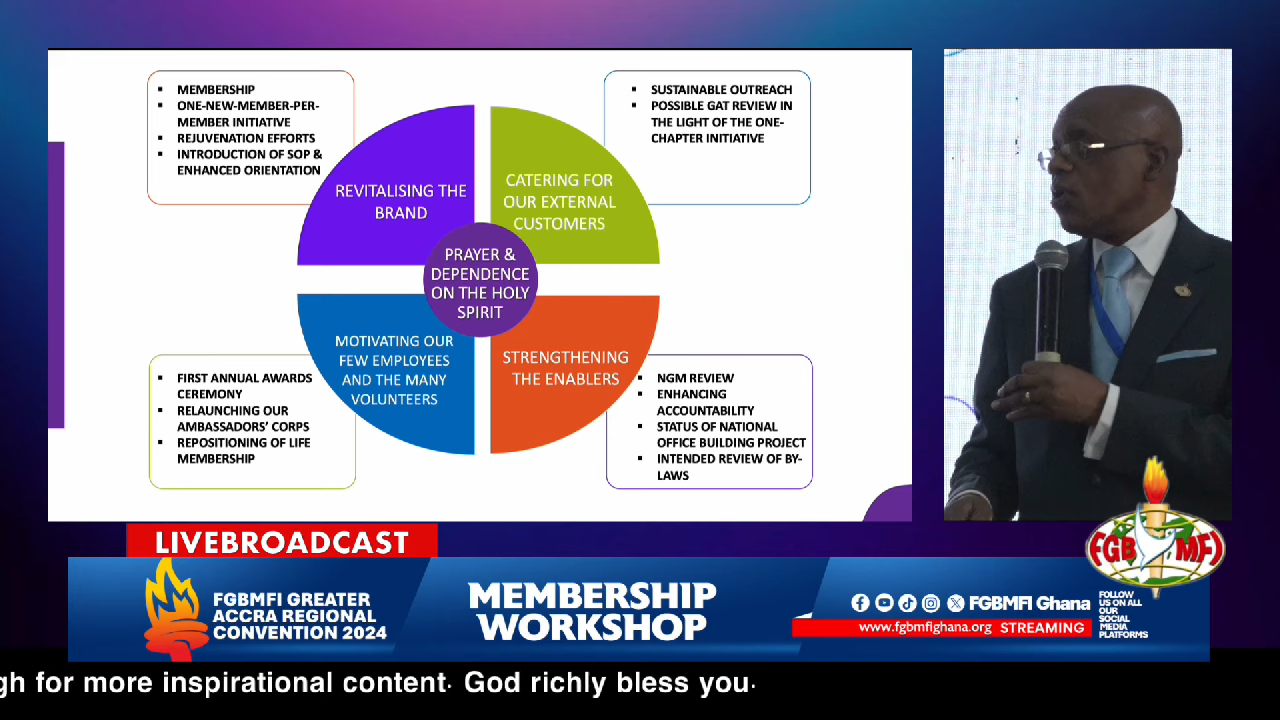 ▪ MEMBERSHIP
▪ ONE-NEW-MEMBER-PER-
MEMBER INITIATIVE
▪ REJUVENATION EFFORTS
▪ INTRODUCTION OF SOP &
ENHANCED ORIENTATION
▪ SUSTAINABLE OUTREACH
▪ POSSIBLE GAT REVIEW IN
THE LIGHT OF THE ONE-
CHAPTER INITIATIVE
REVITALISING THE
BRAND
CATERING FOR
OUR EXTERNAL
CUSTOMERS
PRAYER &
DEPENDENCE
ON THE HOLY
SPIRIT
MOTIVATING OUR
FEW EMPLOYEES
AND THE MANY
VOLUNTEERS
STRENGTHENING
THE ENABLERS
▪ FIRST ANNUAL AWARDS
CEREMONY
▪ RELAUNCHING OUR
AMBASSADORS' CORPS
▪ REPOSITIONING OF LIFE
MEMBERSHIP
▪ NGM REVIEW
▪ ENHANCING
ACCOUNTABILITY
▪ STATUS OF NATIONAL
OFFICE BUILDING PROJECT
▪ INTENDED REVIEW OF BY-
LAWS
LIVEBROADCAST
FGBMFI GREATER
ACCRA REGIONAL
CONVENTION 2024
MEMBERSHIP
WORKSHOP
FGBMFI Ghana
www.fgbmfighana.org STREAMING
FOLLOW
US ON ALL
OUR
SOCIAL
MEDIA
PLATFORMS
FGB MFI
gh for more inspirational content. God richly bless you.